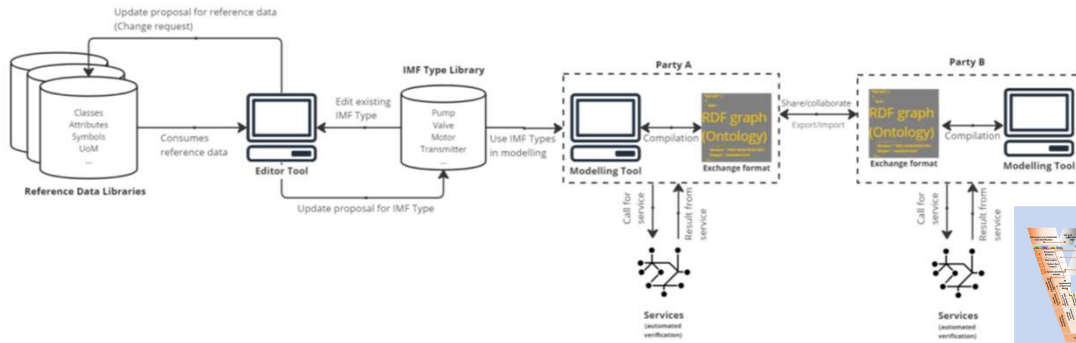 Update proposal for reference data
(Change request)
Classes
Attributes
Symbols
UoM
...
Reference Data Libraries
Consumes
reference data
Editor Tool
Edit existing
IMF Type
Update proposal for IMF Type
IMF Type Library
Pump
Valve
Motor
Transmitter
...
Use IMF Types
in modelling
Party A
Modelling Tool
Compilation
RDF graph
(Ontology)
Exchange format
Call for
service
Result from
service
Services
(automated
verification)
Share/collaborate
Export/Import
Party B
RDF graph
(Ontology)
Exchange format
Compilation
Modelling Tool
Call for
service
Result from
service
Services
(automated
verification)